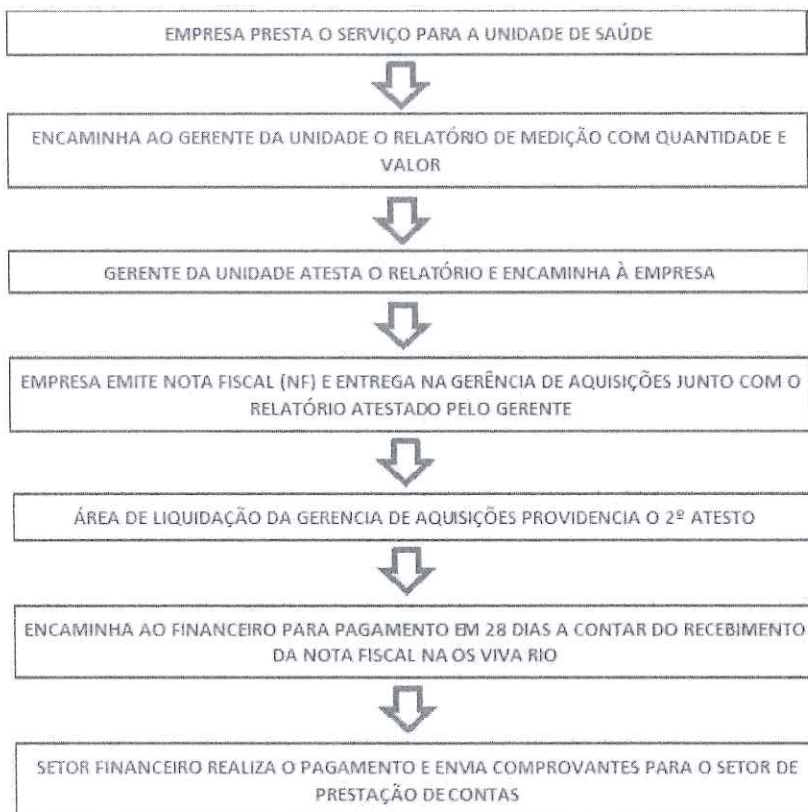 EMPRESA PRESTA O SERVIÇO PARA A UNIDADE DE SAÚDE
ENCAMINHA AO GERENTE DA UNIDADE O RELATÓRIO DE MEDIÇÃO COM QUANTIDADE E
VALOR
GERENTE DA UNIDADE ATESTA O RELATÓRIO E ENCAMINHA À EMPRESA
EMPRESA EMITE NOTA FISCAL (NF) E ENTREGA NA GERÊNCIA DE AQUISIÇÕES JUNTO COM O
RELATÓRIO ATESTADO PELO GERENTE
ÁREA DE LIQUIDAÇÃO DA GERENCIA DE AQUISIÇÕES PROVIDENCIA O 2º ATESTO
ENCAMINHA AO FINANCEIRO PARA PAGAMENTO EM 28 DIAS A CONTAR DO RECEBIMENTO
DA NOTA FISCAL NA OS VIVA RIO
SETOR FINANCEIRO REALIZA O PAGAMENTO E ENVIA COMPROVANTES PARA O SETOR DE
PRESTAÇÃO DE CONTAS